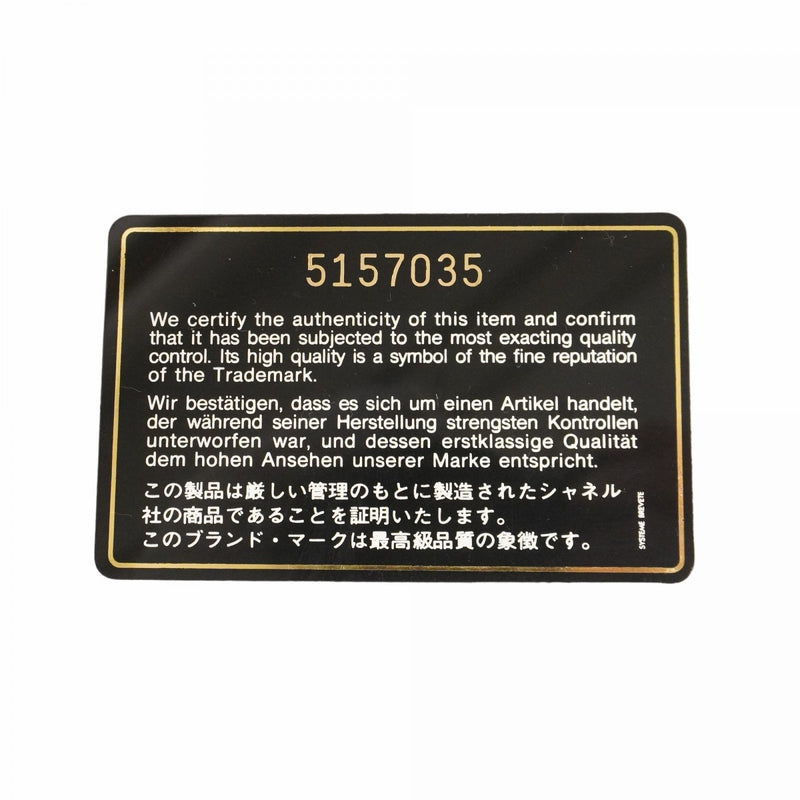 5157035
We certify the authenticity of this item and confirm
that it has been subjected to the most exacting quality
control. Its high quality is a symbol of the fine reputation
of the Trademark.
Wir bestätigen, dass es sich um einen Artikel handelt,
der während seiner Herstellung strengsten Kontrollen
unterworfen war, und dessen erstklassige Qualität
dem hohen Ansehen unserer Marke entspricht.
この製品は厳しい管理のもとに製造されたシャネル
社の商品であることを証明いたします。
このブランド・マークは最高級品質の象徴です。
SYSTEME BREVETE